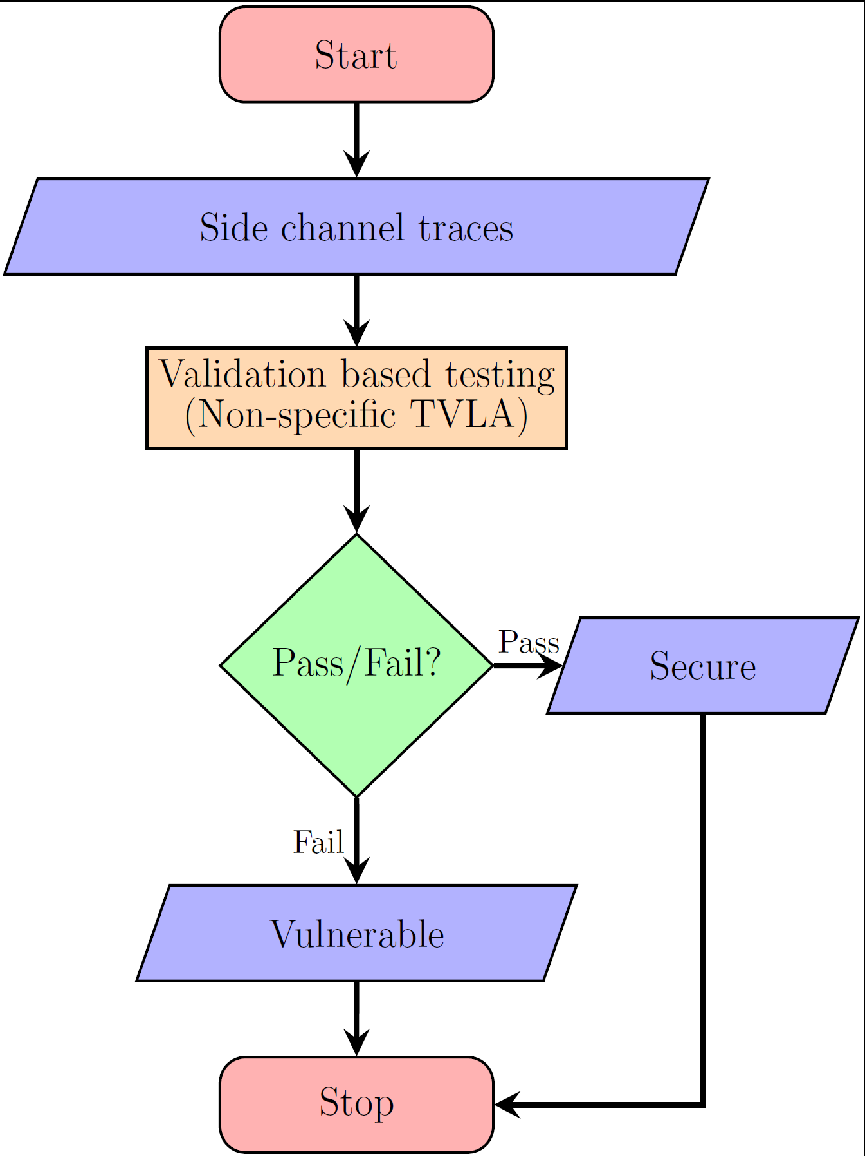 Start
Side channel traces
Validation based testing
(Non-specific TVLA)
Pass/Fail?
Pass
Secure
Fail
Vulnerable
Stop